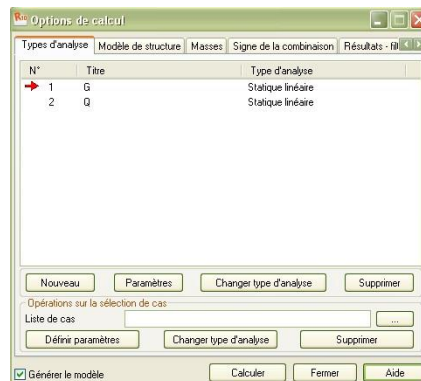 Options de calcul
Types d'analyse Modèle de structure Masses Signe de la combinaison Résultats - fil
N° Titre Type d'analyse
1 G Statique linéaire
2 Q Statique linéaire
Nouveau Paramètres Changer type d'analyse Supprimer
Opérations sur la sélection de cas
Liste de cas ...
Définir paramètres Changer type d'analyse Supprimer
Générer le modèle Calculer Fermer Aide